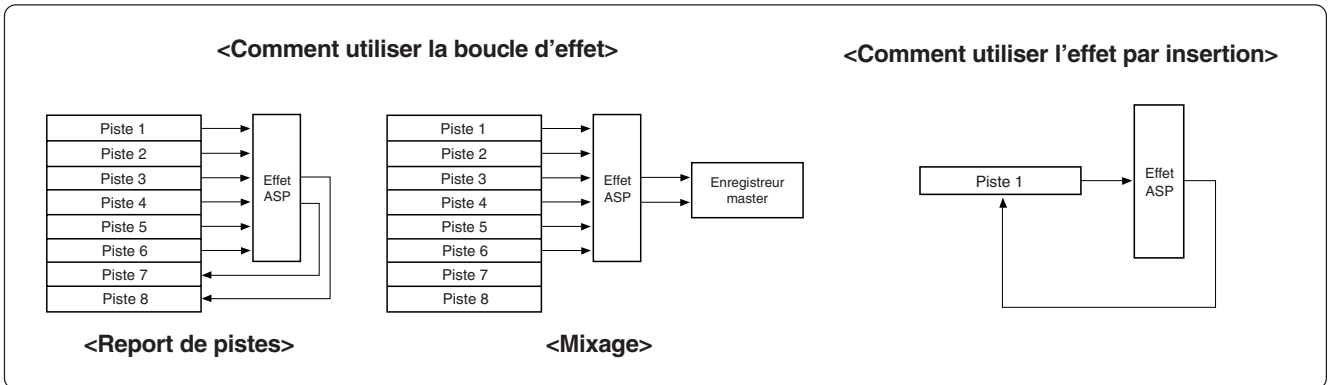 <Comment utiliser la boucle d'effet>
<Comment utiliser l'effet par insertion>
Piste 1
Piste 2
Piste 3
Piste 4
Piste 5
Piste 6
Piste 7
Piste 8
Effet
ASP
<Report de pistes>
Piste 1
Piste 2
Piste 3
Piste 4
Piste 5
Piste 6
Piste 7
Piste 8
Effet
ASP
Enregistreur
master
<Mixage>
Piste 1
Effet
ASP